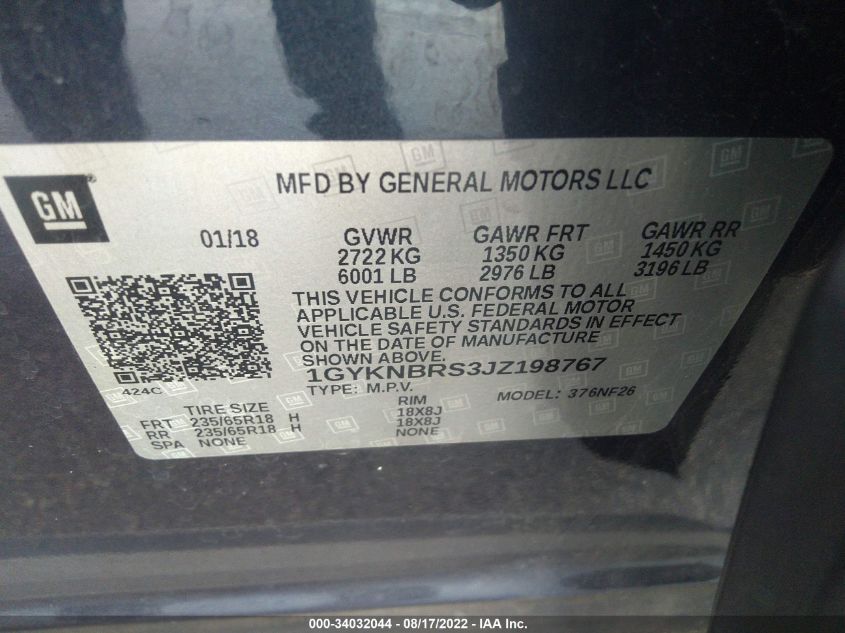 GM
MFD BY GENERAL MOTORS LLC
01/18
GVWR GAWR FRT GAWR RR
2722 KG 1350 KG 1450 KG
6001 LB 2976 LB 3196 LB
THIS VEHICLE CONFORMS TO ALL
APPLICABLE U.S. FEDERAL MOTOR
VEHICLE SAFETY STANDARDS IN EFFECT
ON THE DATE OF MANUFACTURE
SHOWN ABOVE.
1GYKNBRS3JZ198767
424C
TYPE: M.P.V. MODEL: 376NF26
TIRE SIZE RIM
FRT 235/65R18 H 18X8J
RR 235/65R18 H 18X8J
SPA NONE NONE
000-34032044 - 08/17/2022 - IAA Inc.